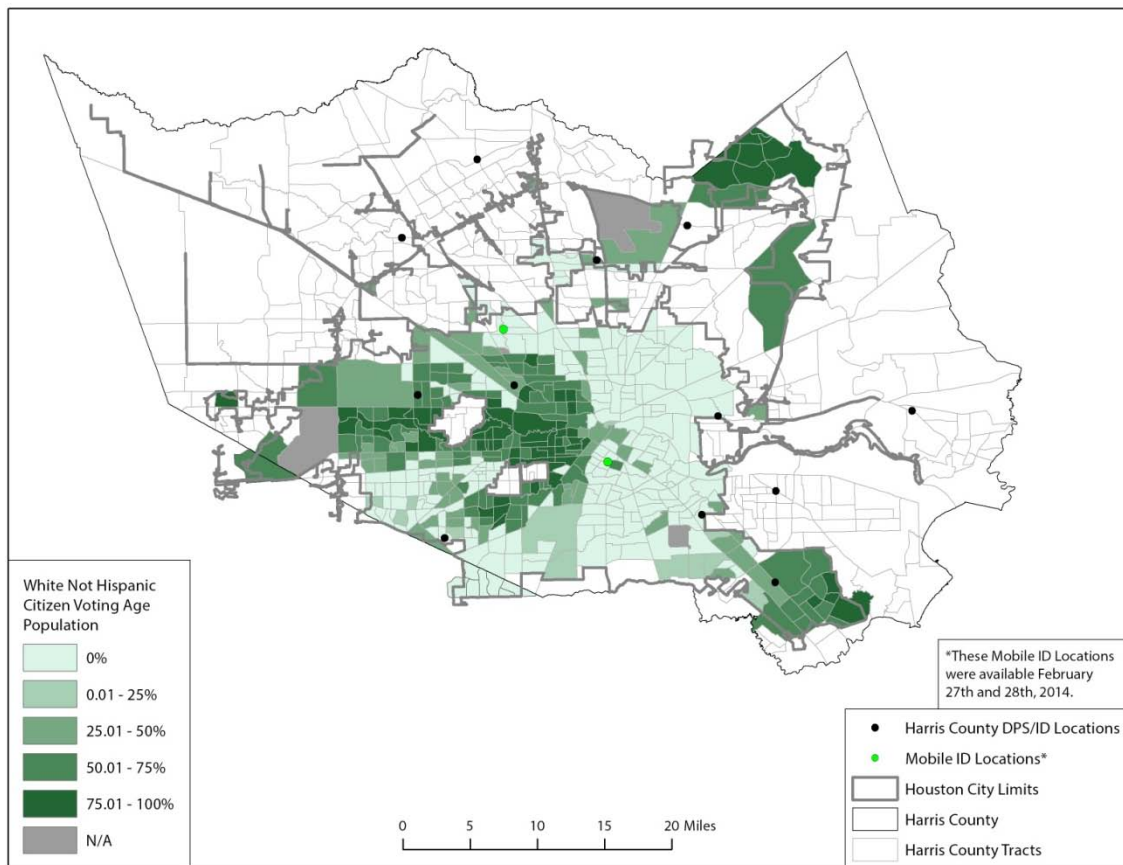 White Not Hispanic
Citizen Voting Age
Population
0%
0.01 - 25%
25.01 - 50%
50.01 - 75%
75.01 - 100%
N/A
0 5 10 15 20 Miles
*These Mobile ID Locations
were available February
27th and 28th, 2014.
Harris County DPS/ID Locations
Mobile ID Locations*
Houston City Limits
Harris County
Harris County Tracts